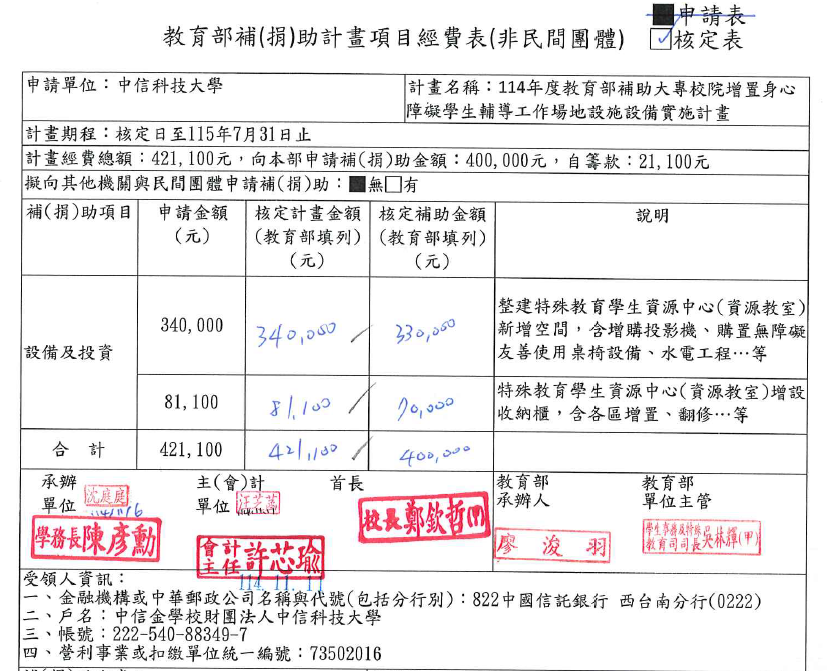 ■申請表
☑核定表
教育部補(捐)助計畫項目經費表(非民間團體)
申請單位：中信科技大學
計畫名稱：114年度教育部補助大專校院增置身心
障礙學生輔導工作場地設施設備實施計畫
計畫期程：核定日至115年7月31日止
計畫經費總額：421,100元，向本部申請補(捐)助金額：400,000元，自籌款：21,100元
擬向其他機關與民間團體申請補(捐)助：■無□有
補(捐)助項目 申請金額 核定計畫金額 核定補助金額 說明
(元) (教育部填列) (教育部填列)
(元) (元)
設備及投資
340,000 340,000 330,000
整建特殊教育學生資源中心(資源教室)
新增空間，含增購投影機、購置無障礙
友善使用桌椅設備、水電工程…等
81,100 81,100 70,000
特殊教育學生資源中心(資源教室)增設
收納櫃，含各區增置、翻修…等
合 計 421,100 421,100 400,000
承辦 主(會)計 首長 教育部 教育部
單位 單位 承辦人 單位主管
沈庭庭
學務長陳彥勳
會計
主任許芯瑜
114.11.11
校長鄭欽哲(甲)
廖浚羽
學生事務及特殊
教育司司長吳林輝(甲)
受領人資訊：
一、金融機構或中華郵政公司名稱與代號(包括分行別)：822中國信託銀行 西台南分行(0222)
二、戶名：中信金學校財團法人中信科技大學
三、帳號：222-540-88349-7
四、營利事業或扣繳單位統一編號：73502016